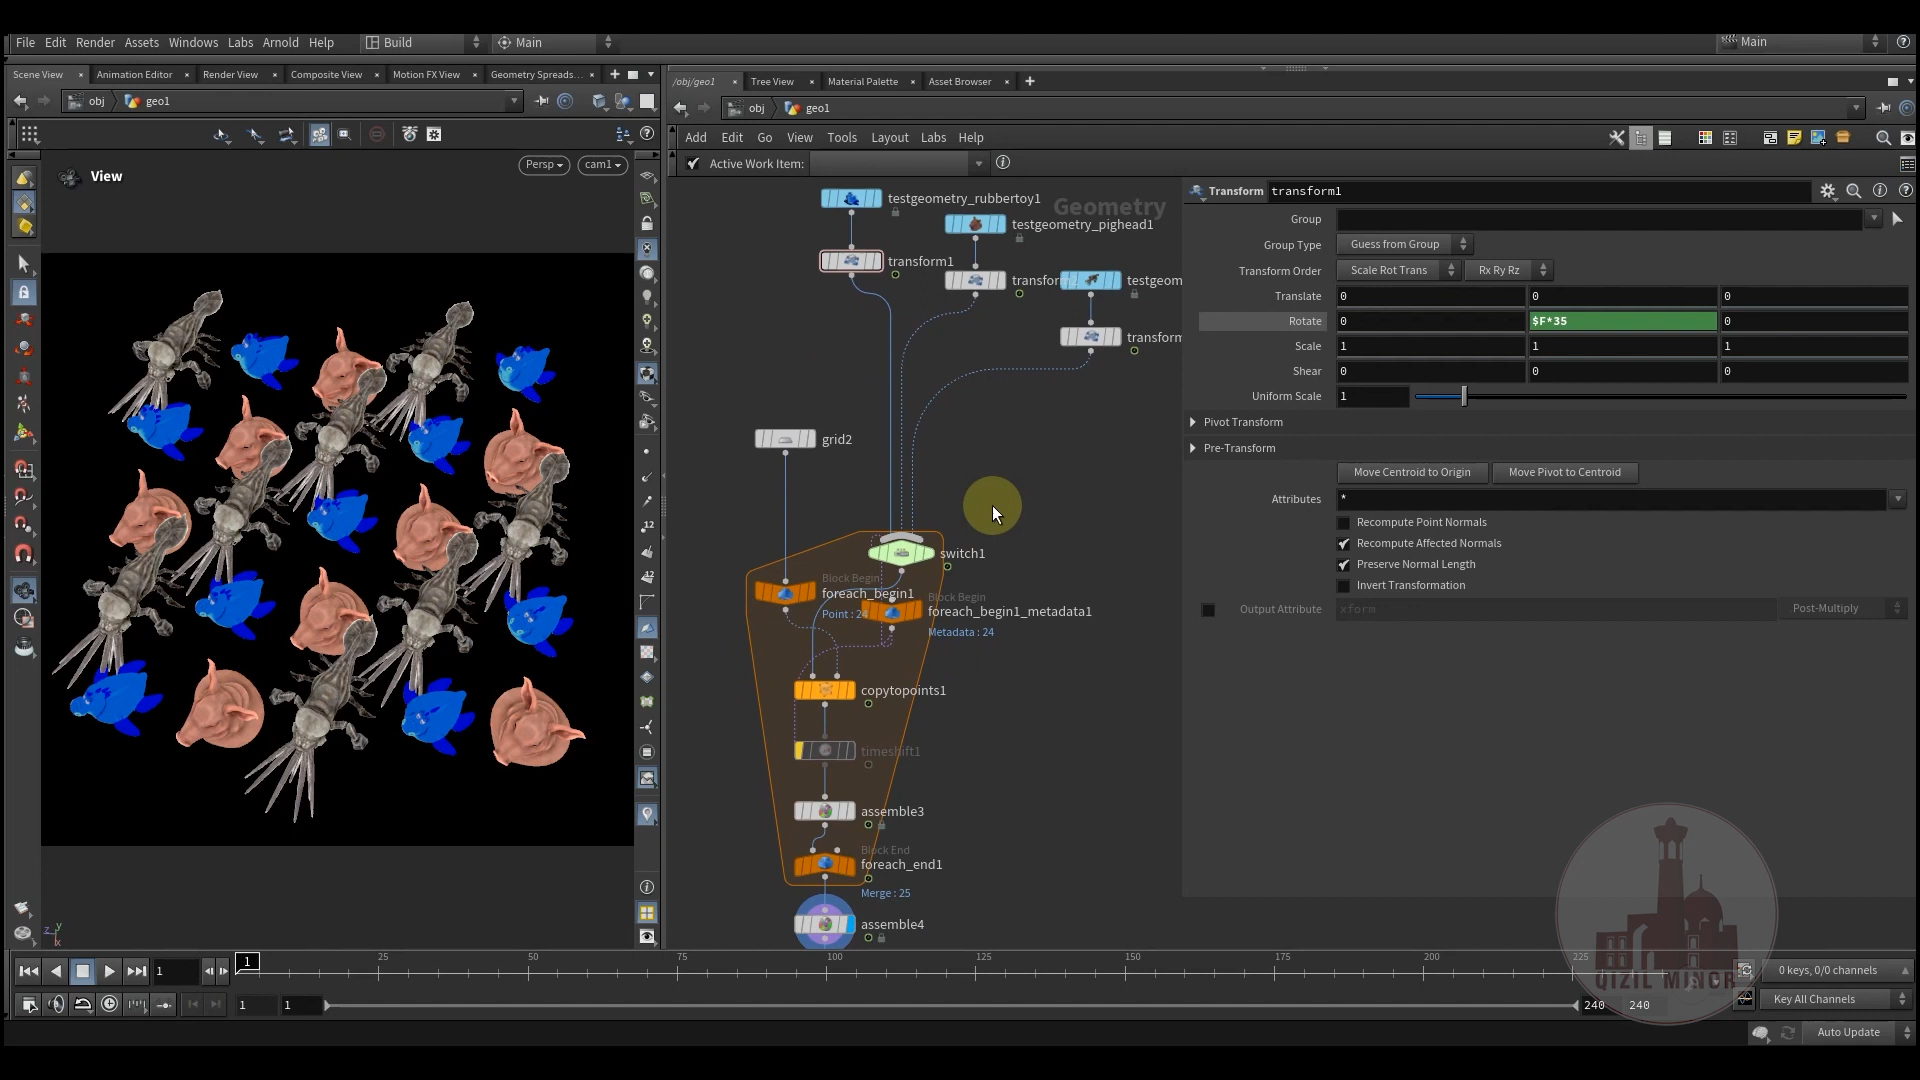 File Edit Render Assets Windows Labs Arnold Help Build Main Main
Scene View Animation Editor Render View Composite View Motion FX View Geometry Spreads...
/obj/geo1 Tree View Material Palette Asset Browser
obj geo1
obj geo1
Add Edit Go View Tools Layout Labs Help
Active Work Item:
View
Persp cam1
Geometry
testgeometry_rubbertoy1
testgeometry_pighead1
transform1
transfor
testgeom
transform
grid2
switch1
Block Begin
foreach_begin1
Point : 24
Block Begin
foreach_begin1_metadata1
Metadata : 24
copytopoints1
timeshift1
assemble3
Block End
foreach_end1
Merge : 25
assemble4
Transform transform1
Group
Group Type Guess from Group
Transform Order Scale Rot Trans Rx Ry Rz
Translate 0 0 0
Rotate 0 $F*35 0
Scale 1 1 1
Shear 0 0 0
Uniform Scale 1
Pivot Transform
Pre-Transform
Move Centroid to Origin Move Pivot to Centroid
Attributes *
Recompute Point Normals
Recompute Affected Normals
Preserve Normal Length
Invert Transformation
Output Attribute xform Post-Multiply
12
12
z y x
1 1 25 50 75 100 125 150 175 200 225
0 keys, 0/0 channels
QIZIL MINOR
1 1 240 240
Key All Channels
Auto Update